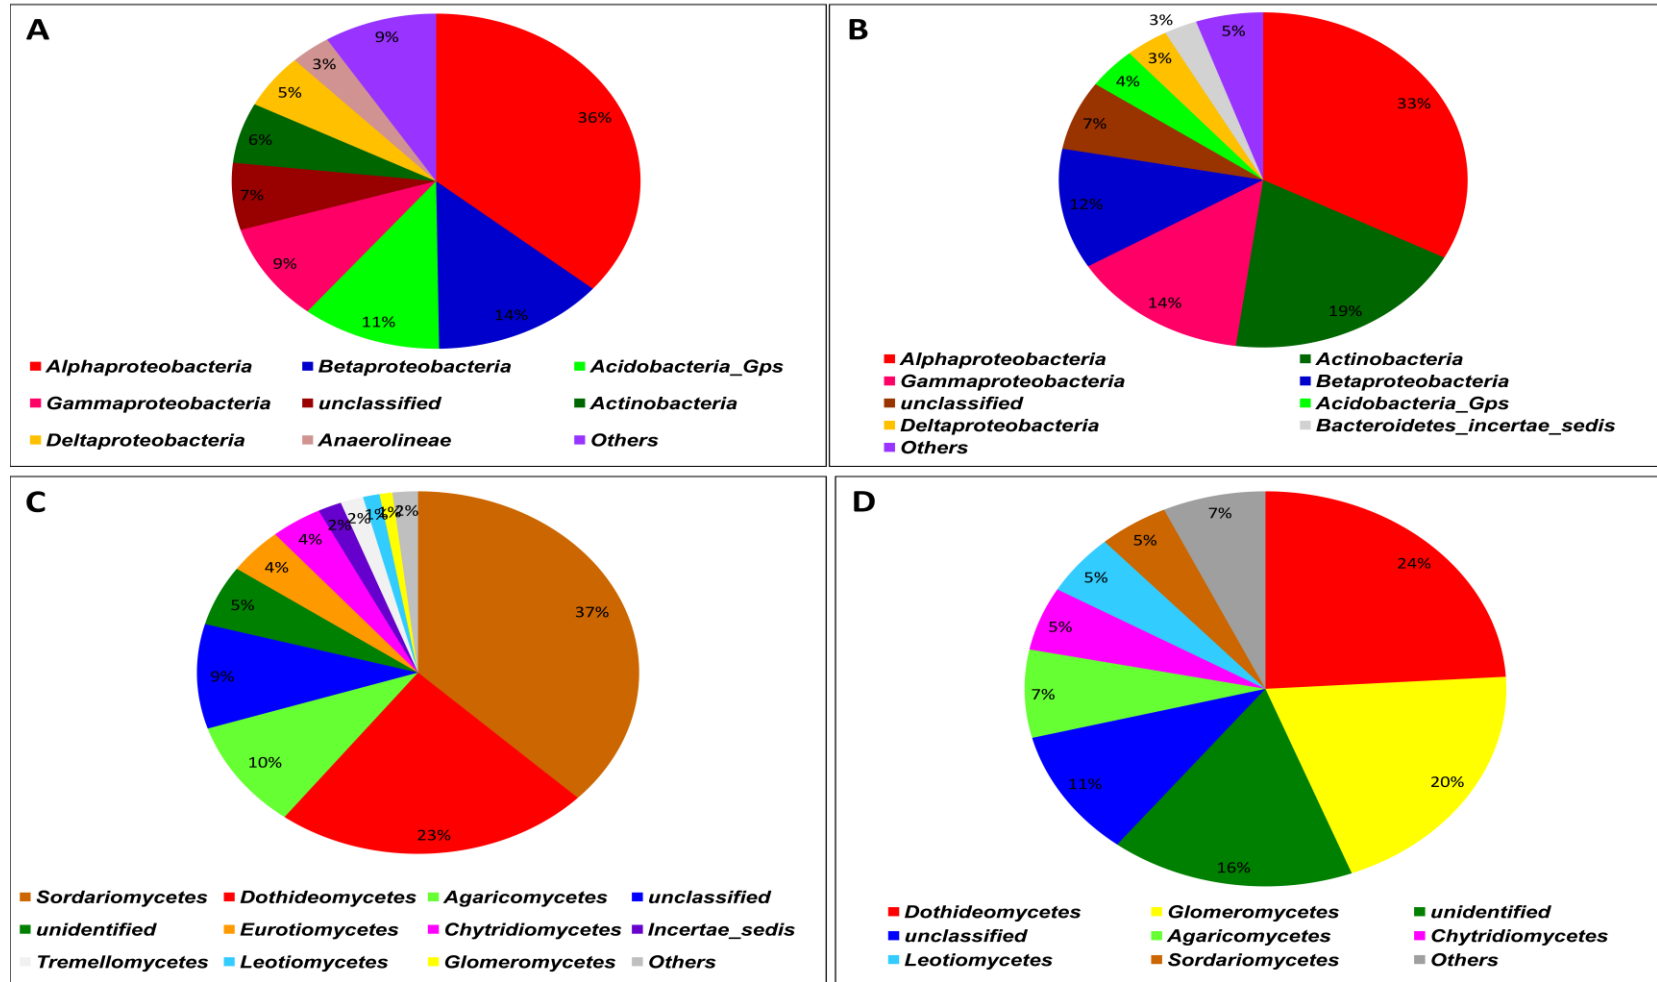 A
9%
3%
5%
36%
6%
7%
9%
11%
14%
Alphaproteobacteria Betaproteobacteria Acidobacteria_Gps
Gammaproteobacteria unclassified Actinobacteria
Deltaproteobacteria Anaerolineae Others
B
3%
5%
3%
4%
33%
7%
12%
14%
19%
Alphaproteobacteria Actinobacteria
Gammaproteobacteria Betaproteobacteria
unclassified Acidobacteria_Gps
Deltaproteobacteria Bacteroidetes_incertae_sedis
Others
C
2% 2% 1% 1% 2%
4%
4%
5%
37%
9%
10%
23%
Sordariomycetes Dothideomycetes Agaricomycetes unclassified
unidentified Eurotiomycetes Chytridiomycetes Incertae_sedis
Tremellomycetes Leotiomycetes Glomeromycetes Others
D
7%
5%
24%
5%
5%
7%
20%
11%
16%
Dothideomycetes Glomeromycetes unidentified
unclassified Agaricomycetes Chytridiomycetes
Leotiomycetes Sordariomycetes Others